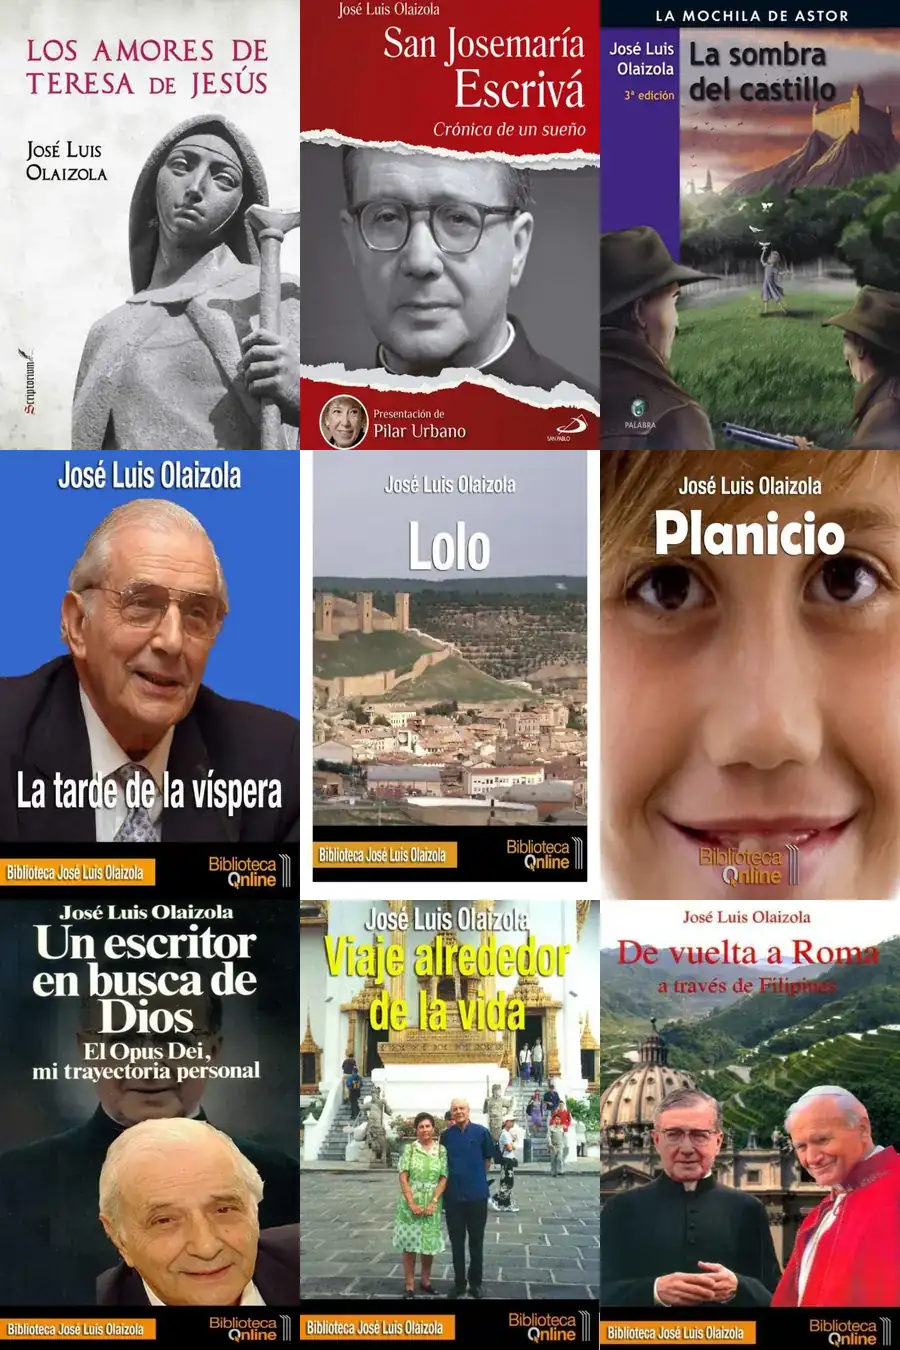 LOS AMORES DE
TERESA DE JESÚS
JOSÉ LUIS
OLAIZOLA
Scriptorium
José Luis Olaizola
San Josemaría
Escrivá
Crónica de un sueño
Presentación de
Pilar Urbano
SAN PABLO
LA MOCHILA DE ASTOR
José Luis
Olaizola
3ª edición
La sombra
del castillo
PALABRA
José Luis Olaizola
La tarde de la víspera
Biblioteca José Luis Olaizola
Biblioteca
Online
José Luis Olaizola
Lolo
Biblioteca José Luis Olaizola
Biblioteca
Online
José Luis Olaizola
Planicio
Biblioteca
Online
José Luis Olaizola
Un escritor
en busca de
Dios
El Opus Dei,
mi trayectoria personal
Biblioteca José Luis Olaizola
Biblioteca
Online
José Luis Olaizola
Viaje alrededor
de la vida
Biblioteca José Luis Olaizola
Biblioteca
Online
José Luis Olaizola
De vuelta a Roma
a través de Filipinas
Biblioteca José Luis Olaizola
Biblioteca
Online